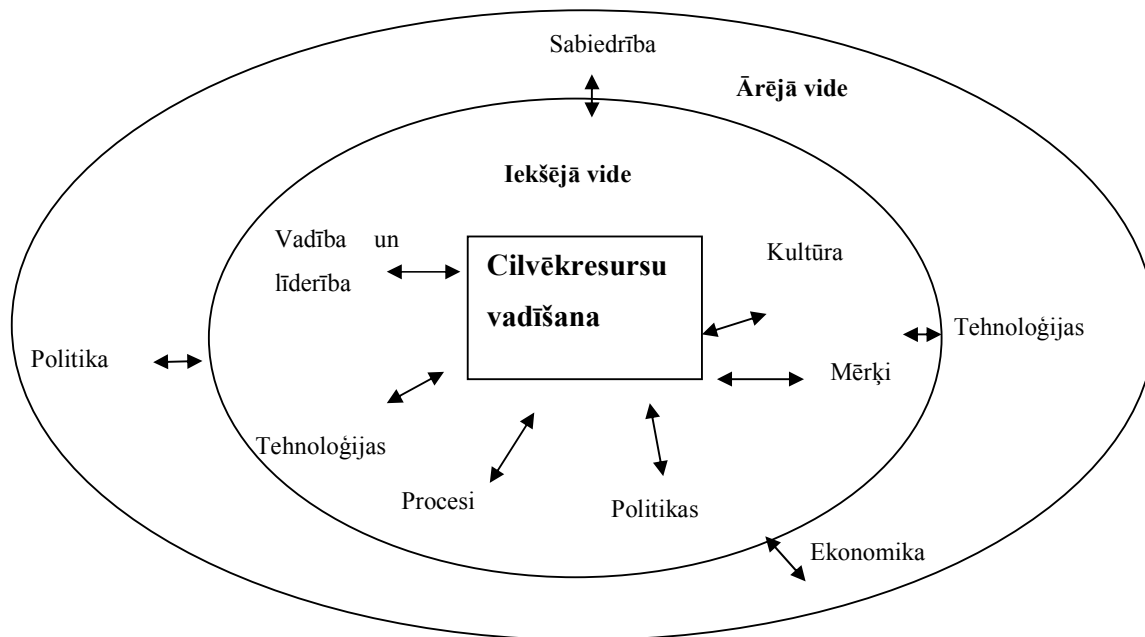 Sabiedrība
Ārējā vide
Iekšējā vide
Vadība un
līderība
Cilvēkresursu
vadīšana
Kultūra
Tehnoloģijas
Politika
Mērķi
Tehnoloģijas
Procesi
Politikas
Ekonomika